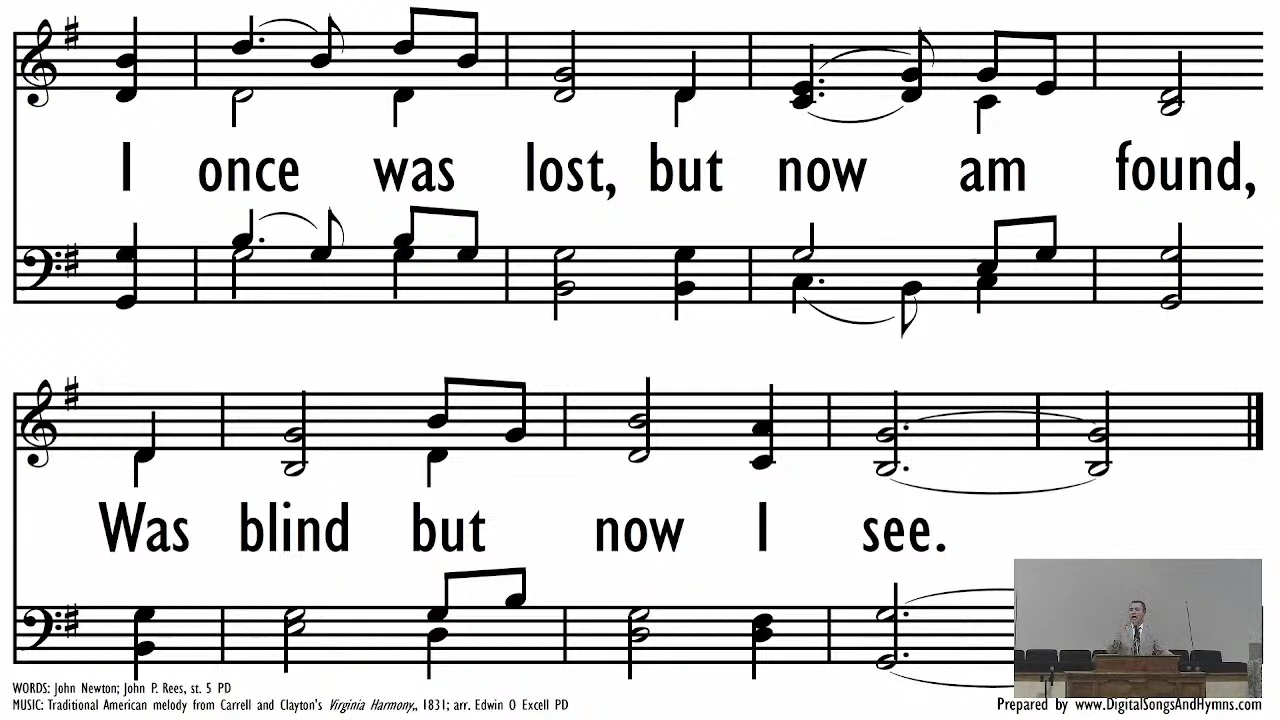 I once was lost, but now am found,
Was blind but now I see.
WORDS: John Newton; John P. Rees, st. 5 PD
MUSIC: Traditional American melody from Carrell and Clayton's Virginia Harmony,, 1831; arr. Edwin O Excell PD
Prepared by www.DigitalSongsAndHymns.com